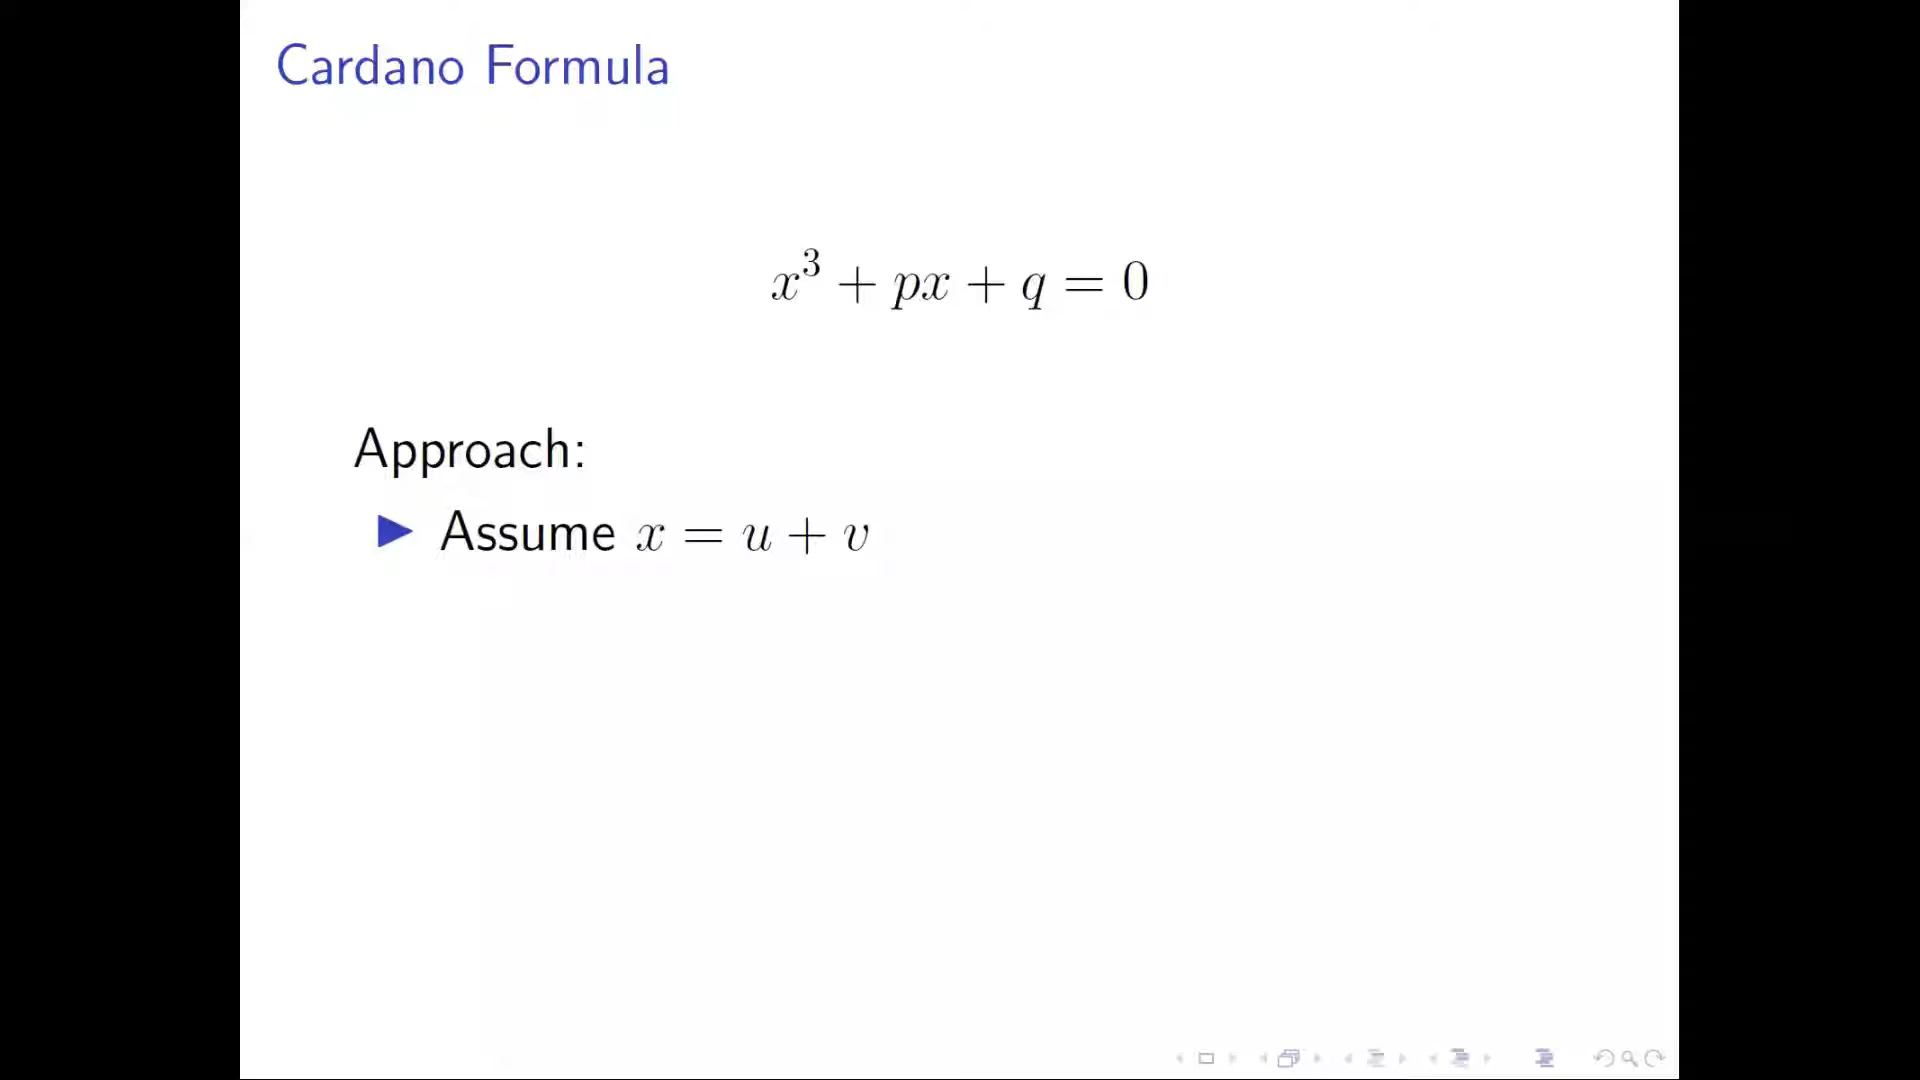 Cardano Formula
x³ + px + q = 0
Approach:
▶ Assume x = u + v